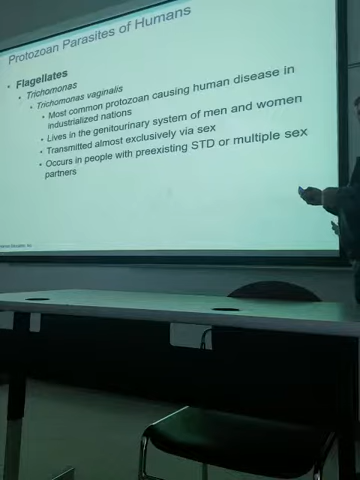 Protozoan Parasites of Humans
• Flagellates
• Trichomonas
• Trichomonas vaginalis
• Most common protozoan causing human disease in
industrialized nations
• Lives in the genitourinary system of men and women
• Transmitted almost exclusively via sex
• Occurs in people with preexisting STD or multiple sex
partners
Education, Inc.